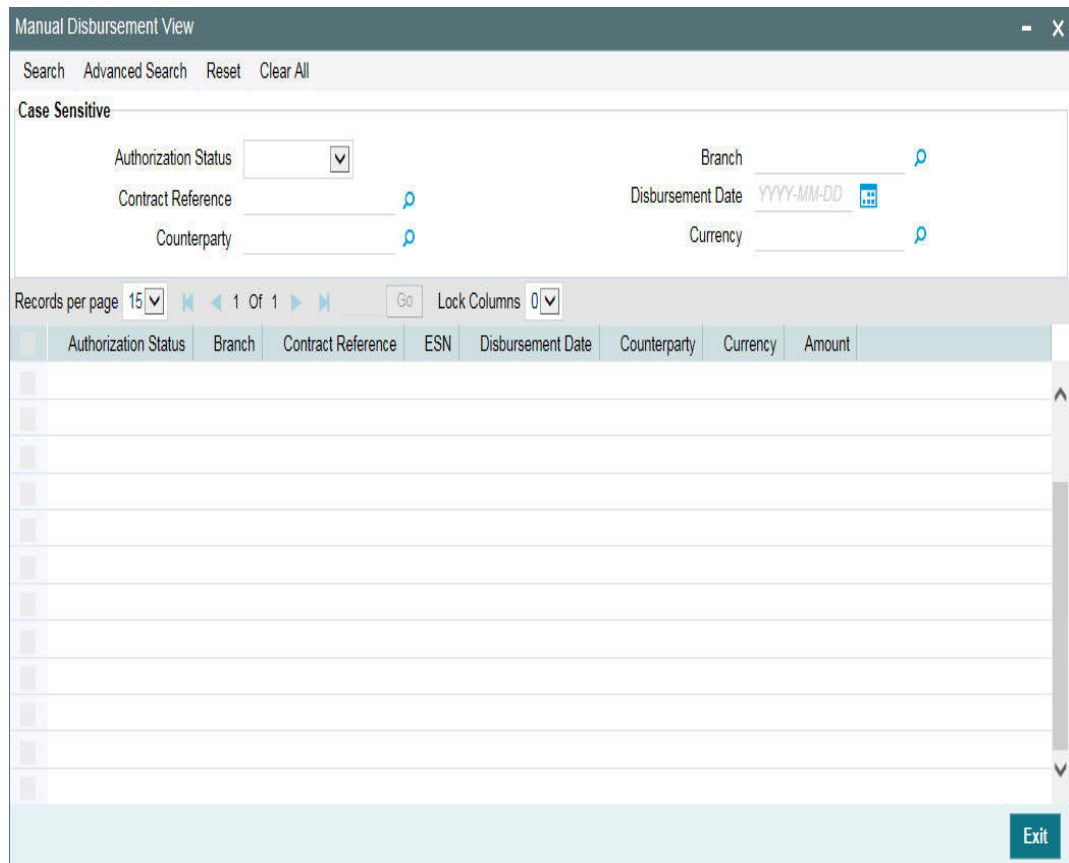 Manual Disbursement View
Search Advanced Search Reset Clear All
Case Sensitive
Authorization Status Branch
Contract Reference Disbursement Date YYYY-MM-DD
Counterparty Currency
Records per page 15 1 Of 1 Go Lock Columns 0
Authorization Status Branch Contract Reference ESN Disbursement Date Counterparty Currency Amount
Exit